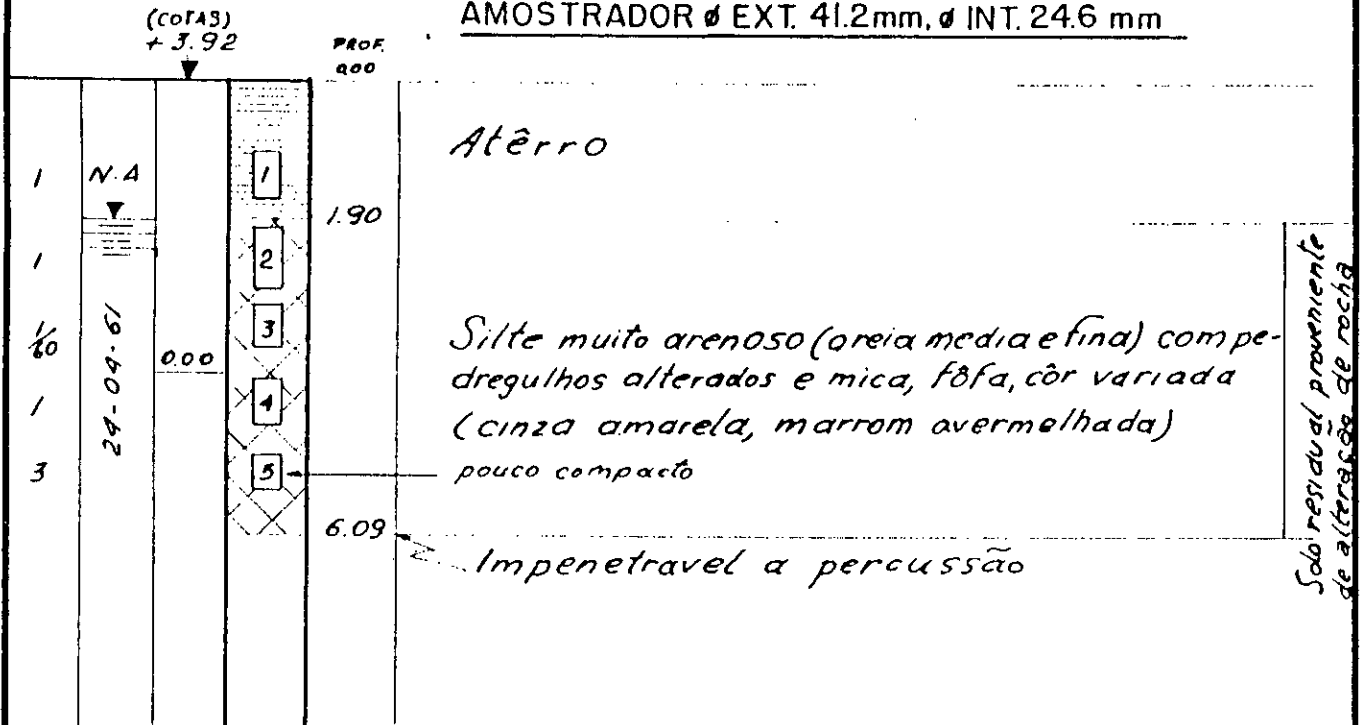 (COTAS)
+ 3.92
AMOSTRADOR ø EXT. 41.2mm, ø INT. 24.6 mm
PROF.
0.00
Atêrro
1
N.A
1
1.90
1
2
1/60
3
0.00
24-04-61
Silte muito arenoso (areia media e fina) com pe-
dregulhos alterados e mica, fôfa, côr variada
1
4
(cinza amarela, marrom avermelhada)
3
5
pouco compacto
6.09
Impenetravel a percussão
Solo residual proveniente
de alteração de rocha